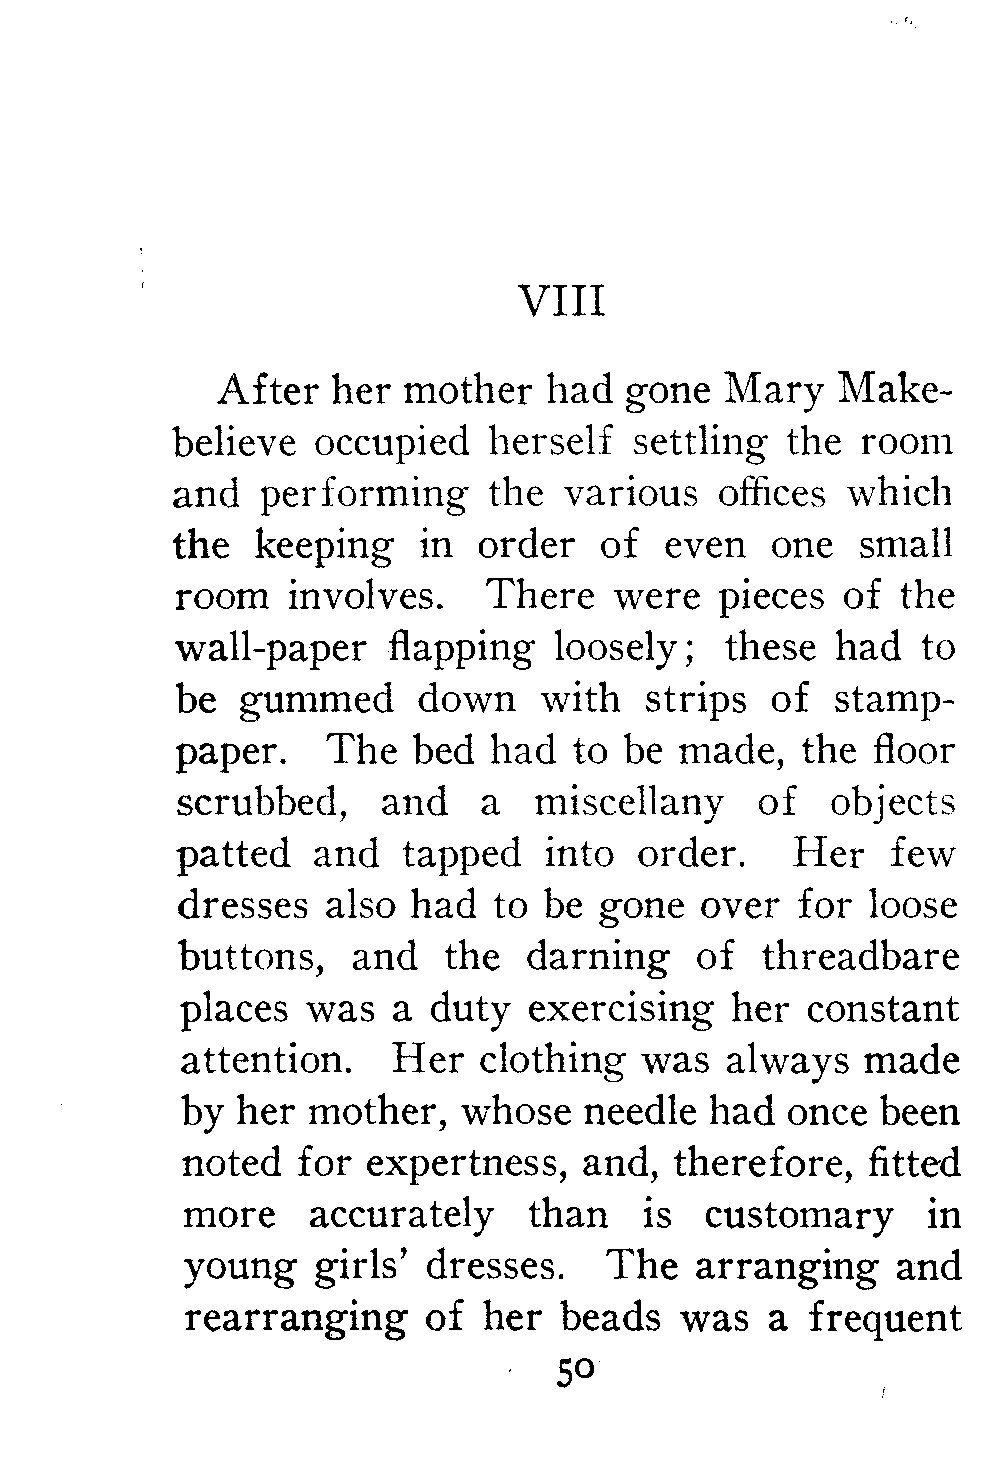 VIII
After her mother had gone Mary Make-
believe occupied herself settling the room
and performing the various offices which
the keeping in order of even one small
room involves. There were pieces of the
wall-paper flapping loosely; these had to
be gummed down with strips of stamp-
paper. The bed had to be made, the floor
scrubbed, and a miscellany of objects
patted and tapped into order. Her few
dresses also had to be gone over for loose
buttons, and the darning of threadbare
places was a duty exercising her constant
attention. Her clothing was always made
by her mother, whose needle had once been
noted for expertness, and, therefore, fitted
more accurately than is customary in
young girls' dresses. The arranging and
rearranging of her beads was a frequent
50